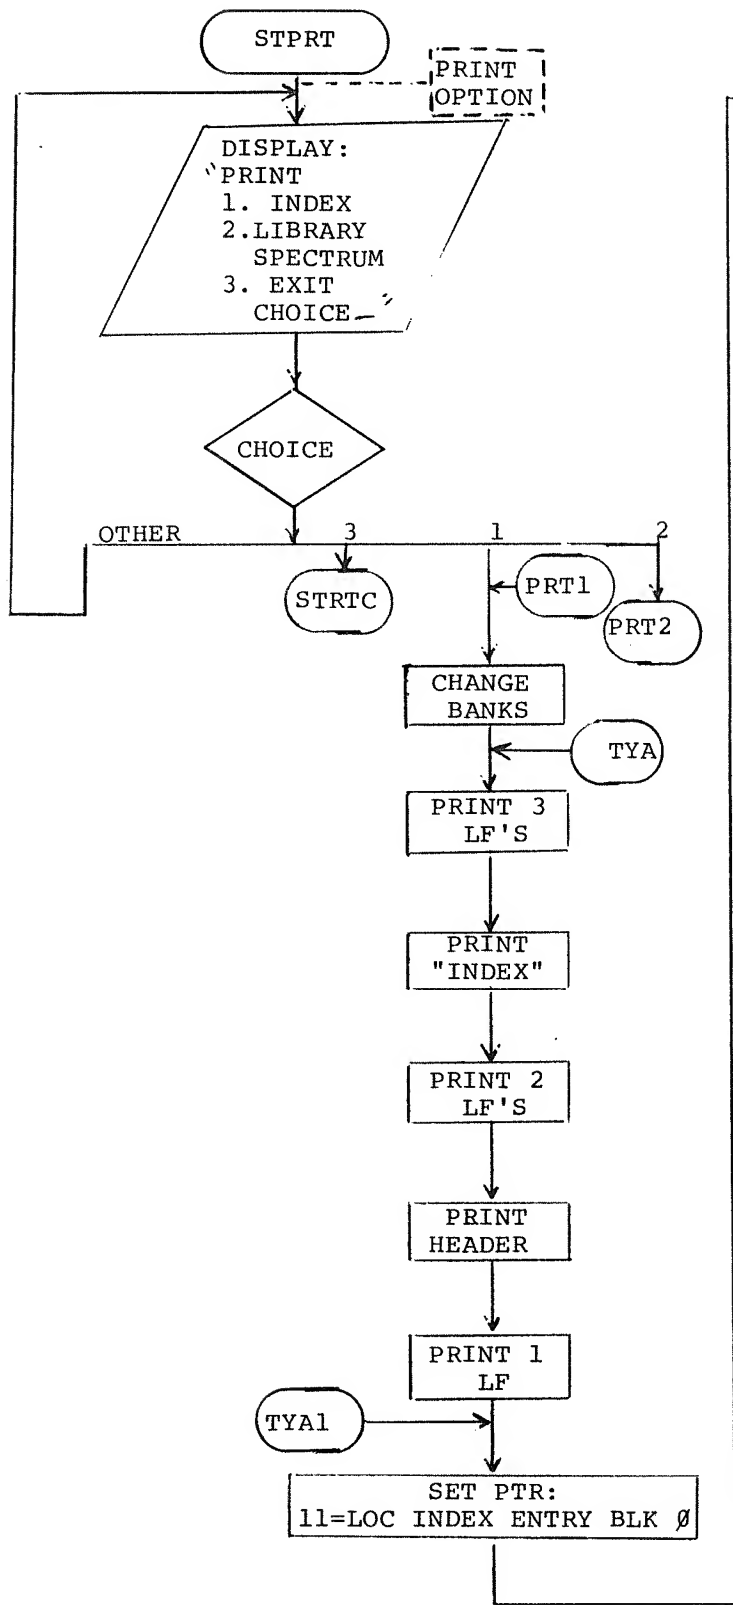 STPRT
PRINT
OPTION
DISPLAY:
"PRINT
1. INDEX
2.LIBRARY
SPECTRUM
3. EXIT
CHOICE_"
CHOICE
OTHER 3 1 2
STRTC
PRT1
PRT2
CHANGE
BANKS
TYA
PRINT 3
LF'S
PRINT
"INDEX"
PRINT 2
LF'S
PRINT
HEADER
PRINT 1
LF
TYA1
SET PTR:
11=LOC INDEX ENTRY BLK Ø